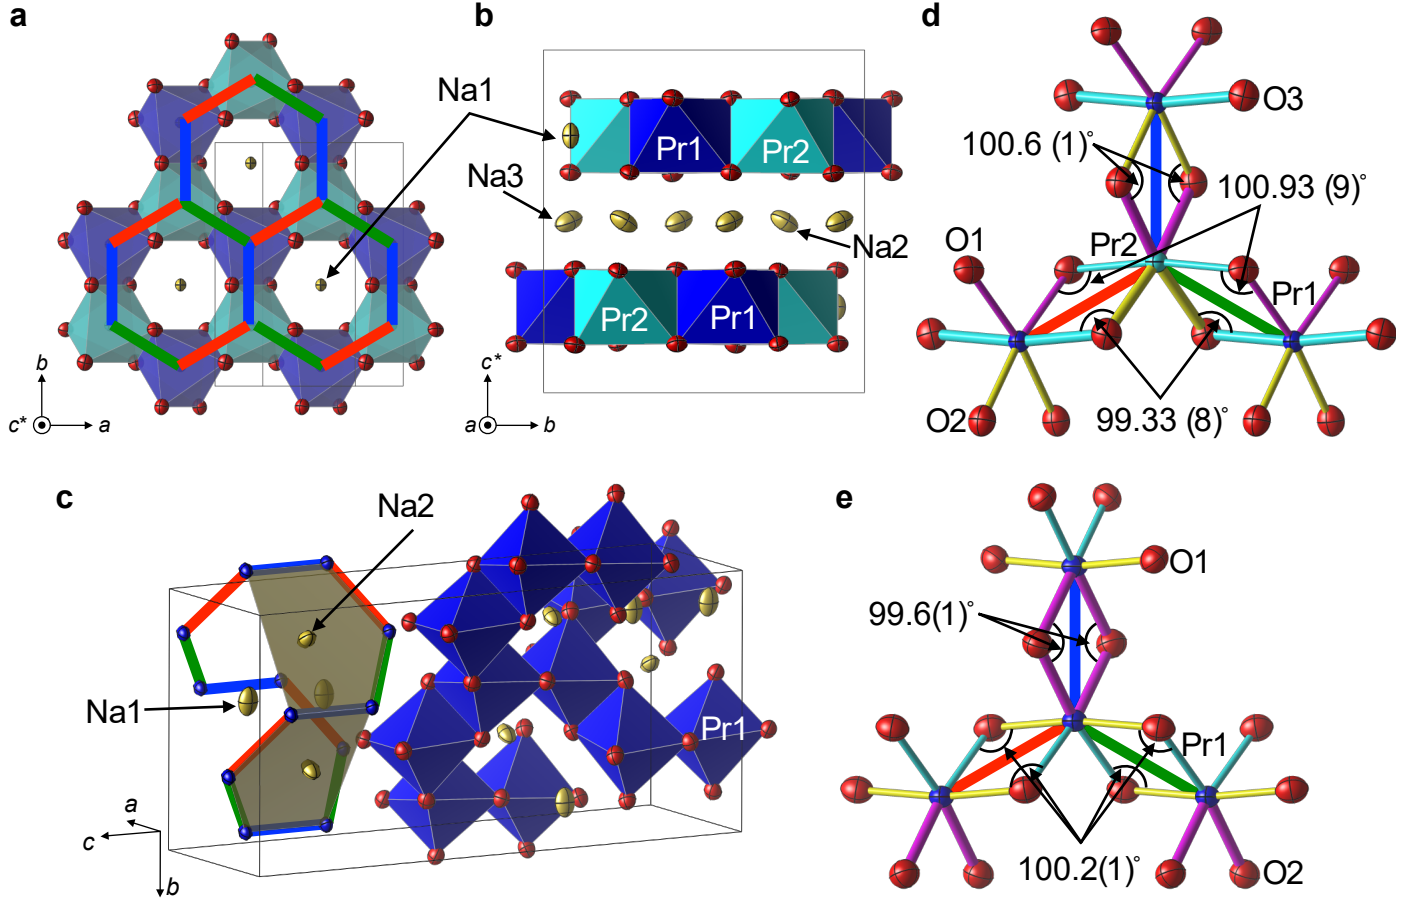 a
b
c*
a
b
Na1
Na3
Na2
Pr1
Pr2
Pr2
Pr1
c*
a
b
c
Na2
Na1
Pr1
a
c
b
d
O3
100.6 (1)°
100.93 (9)°
O1
Pr2
Pr1
O2
99.33 (8)°
e
O1
99.6(1)°
Pr1
100.2(1)°
O2